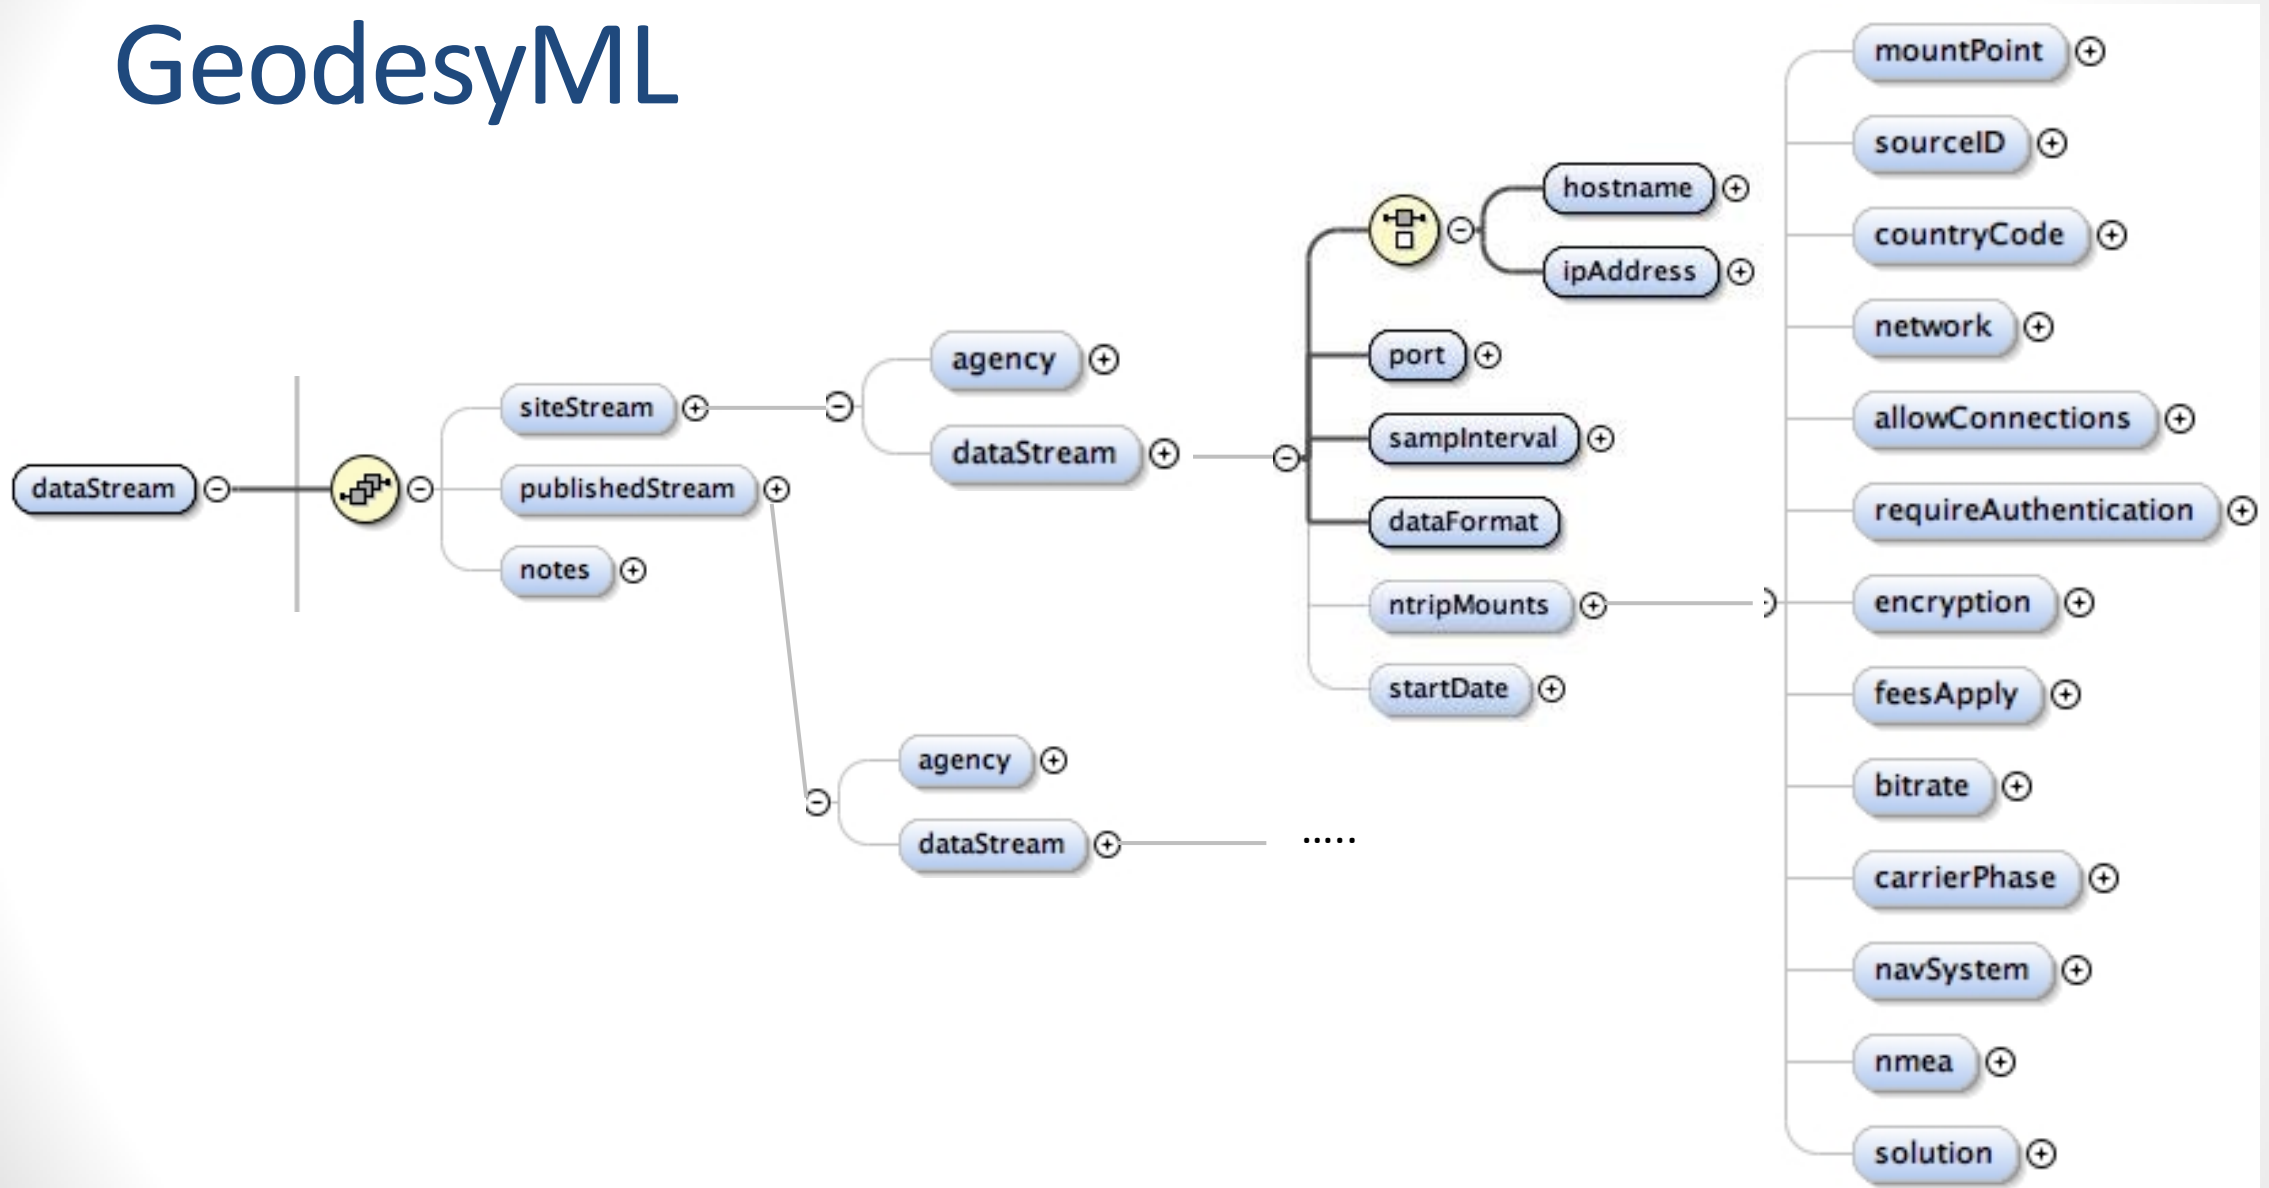 GeodesyML
dataStream
siteStream
publishedStream
notes
agency
dataStream
agency
dataStream
.....
hostname
ipAddress
port
sampInterval
dataFormat
ntripMounts
startDate
mountPoint
sourceID
countryCode
network
allowConnections
requireAuthentication
encryption
feesApply
bitrate
carrierPhase
navSystem
nmea
solution